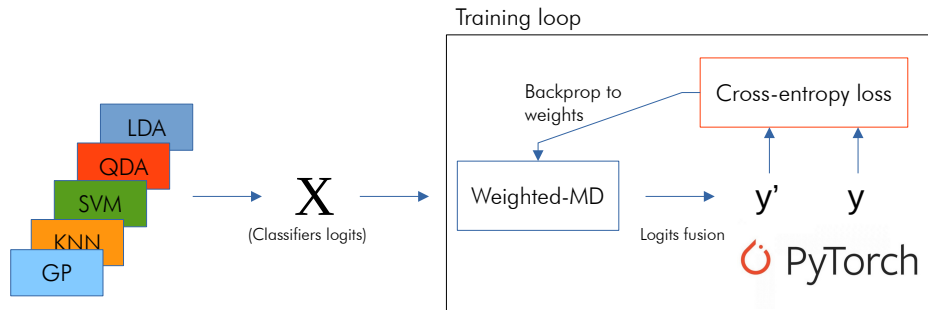 Training loop
Backprop to
weights
Cross-entropy loss
LDA
QDA
SVM
KNN
GP
X
(Classifiers logits)
Weighted-MD
Logits fusion
y’
y
PyTorch